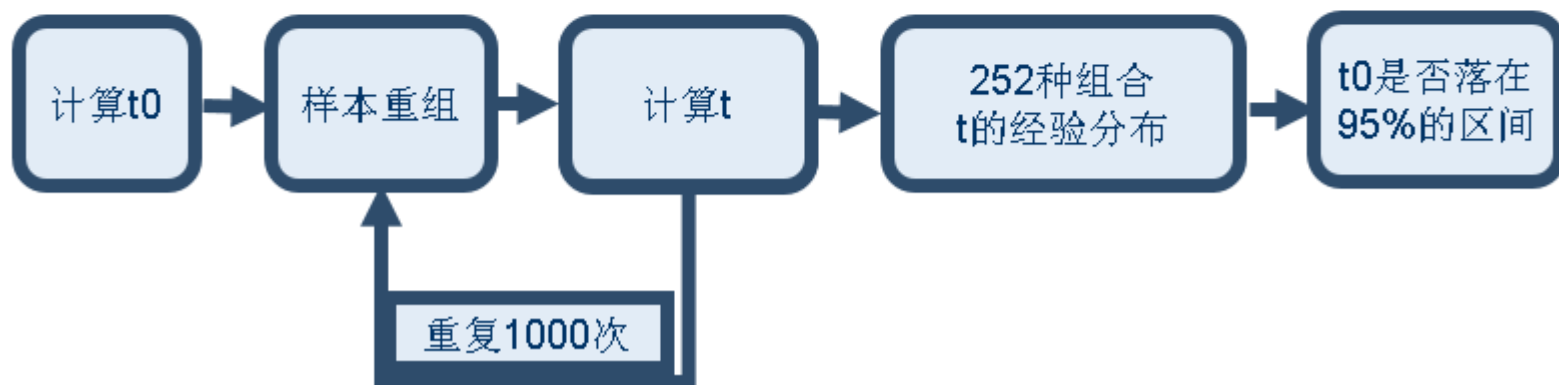 计算t0
样本重组
计算t
252种组合
t的经验分布
t0是否落在
95%的区间
重复1000次